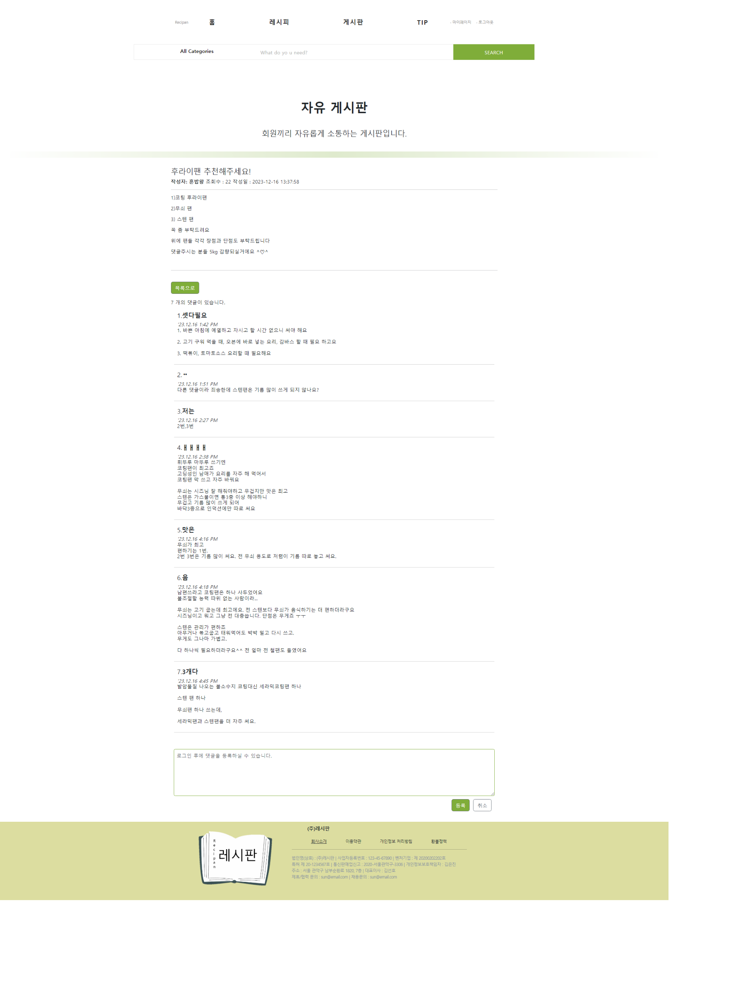 Recipan 홈 레시피 게시판 TIP 마이페이지 로그아웃
All Categories What do yo u need? SEARCH
자유 게시판
회원끼리 자유롭게 소통하는 게시판입니다.
후라이팬 추천해주세요!
작성자: 혼밥왕 조회수 : 22 작성일 : 2023-12-16 13:37:58
1)코팅 후라이팬
2)무쇠 팬
3) 스텐 팬
꼭 좀 부탁드려요
위에 팬들 각각 장점과 단점도 부탁드립니다
댓글주시는 분들 5kg 감량되실거에요 ^♡^
목록으로
7 개의 댓글이 있습니다.
1.셋다필요
'23.12.16 1:42 PM
1. 바쁜 아침에 예열하고 자시고 할 시간 없으니 써야 해요
2. 고기 구워 먹을 때, 오븐에 바로 넣는 요리, 감바스 할 때 필요 하고요
3. 떡볶이, 토마토소스 요리할 때 필요해요
2.··
'23.12.16 1:51 PM
다른 댓글이라 죄송한데 스텐팬은 기름 많이 쓰게 되지 않나요?
3.저는
'23.12.16 2:27 PM
2번,3번
4.ㅐㅐㅐㅐ
'23.12.16 2:38 PM
휘뚜루 마뚜루 쓰기엔
코팅팬이 최고죠
고딩성인 남매가 요리를 자주 해 먹어서
코팅팬 막 쓰고 자주 바꿔요
무쇠는 시즈닝 잘 해줘야하고 무겁지만 맛은 최고
스텐은 가스불이면 통3중 이상 해야하니
무겁고 기름 많이 쓰게 되어
바닥3중으로 인덕션에만 따로 써요
5.맛은
'23.12.16 4:16 PM
무쇠가 최고
편하기는 1번.
2번 3번은 기름 많이 써요. 전 무쇠 용도로 저렴이 기름 따로 놓고 써요.
6.음
'23.12.16 4:18 PM
남편쓰라고 코팅팬은 하나 사두었어요
불조절할 능력 따위 없는 사람이라...
무쇠는 고기 굽는데 최고에요. 전 스텐보다 무쇠가 음식하기는 더 편하더라구요
시즈닝이고 뭐고 그냥 전 대충씁니다. 단점은 무게죠 ㅜㅜ
스텐은 관리가 편하죠
아무거나 볶고굽고 태워먹어도 박박 밀고 다시 쓰고.
무게도 그나마 가볍고.
다 하나씩 필요하더라구요^^ 전 얼마 전 철팬도 들였어요
7.3개다
'23.12.16 4:45 PM
발암물질 나오는 불소수지 코팅대신 세라믹코팅팬 하나
스텐 팬 하나
무쇠팬 하나 쓰는데,
세라믹팬과 스텐팬을 더 자주 써요.
로그인 후에 댓글을 등록하실 수 있습니다.
등록 취소
Recipan
레시판
(주)레시판
회사소개 이용약관 개인정보 처리방침 환불정책
법인명(상호) : (주)레시판 | 사업자등록번호 : 123-45-67890 | 벤처기업 : 제 20200202202호
특허 제 20-1234567호 | 통신판매업신고 : 2020-서울관악구-3306 | 개인정보보호책임자 : 김은진
주소 : 서울 관악구 남부순환로 1820, 7층 | 대표이사 : 김선호
제휴/협력 문의 : sun@email.com | 채용문의 : sun@email.com